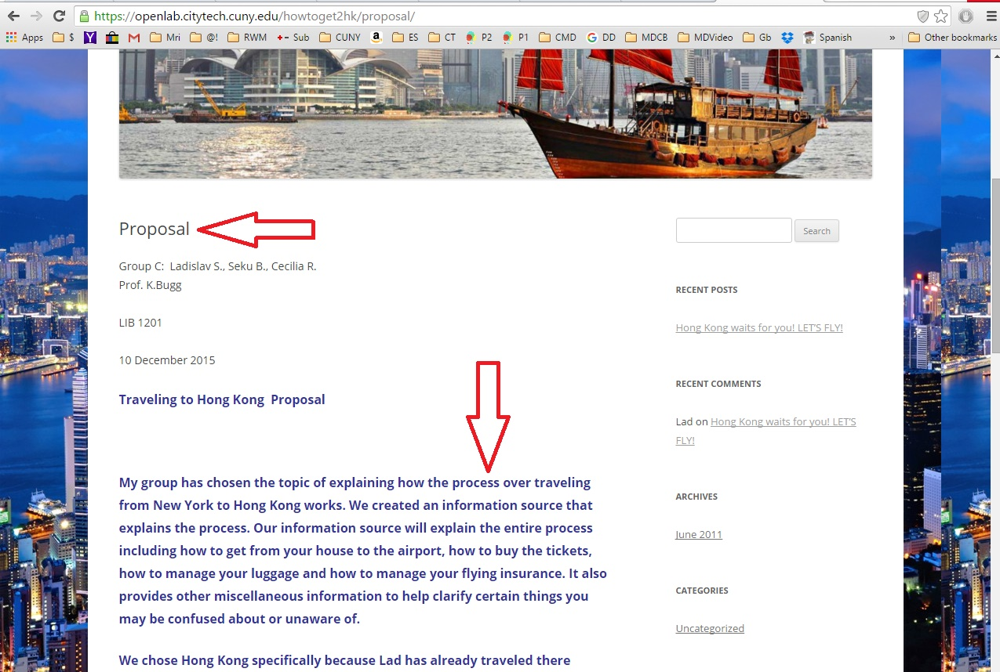 https://openlab.citytech.cuny.edu/howtoget2hk/proposal/
Apps $ Mri @! RWM Sub CUNY ES CT P2 P1 CMD DD MDCB MDVideo Gb Spanish » Other bookmarks
Proposal
Search
Group C:  Ladislav S., Seku B., Cecilia R.
Prof. K.Bugg
LIB 1201
10 December 2015
Traveling to Hong Kong  Proposal
My group has chosen the topic of explaining how the process over traveling
from New York to Hong Kong works. We created an information source that
explains the process. Our information source will explain the entire process
including how to get from your house to the airport, how to buy the tickets,
how to manage your luggage and how to manage your flying insurance. It also
provides other miscellaneous information to help clarify certain things you
may be confused about or unaware of.
We chose Hong Kong specifically because Lad has already traveled there
RECENT POSTS
Hong Kong waits for you! LET'S FLY!
RECENT COMMENTS
Lad on Hong Kong waits for you! LET'S
FLY!
ARCHIVES
June 2011
CATEGORIES
Uncategorized